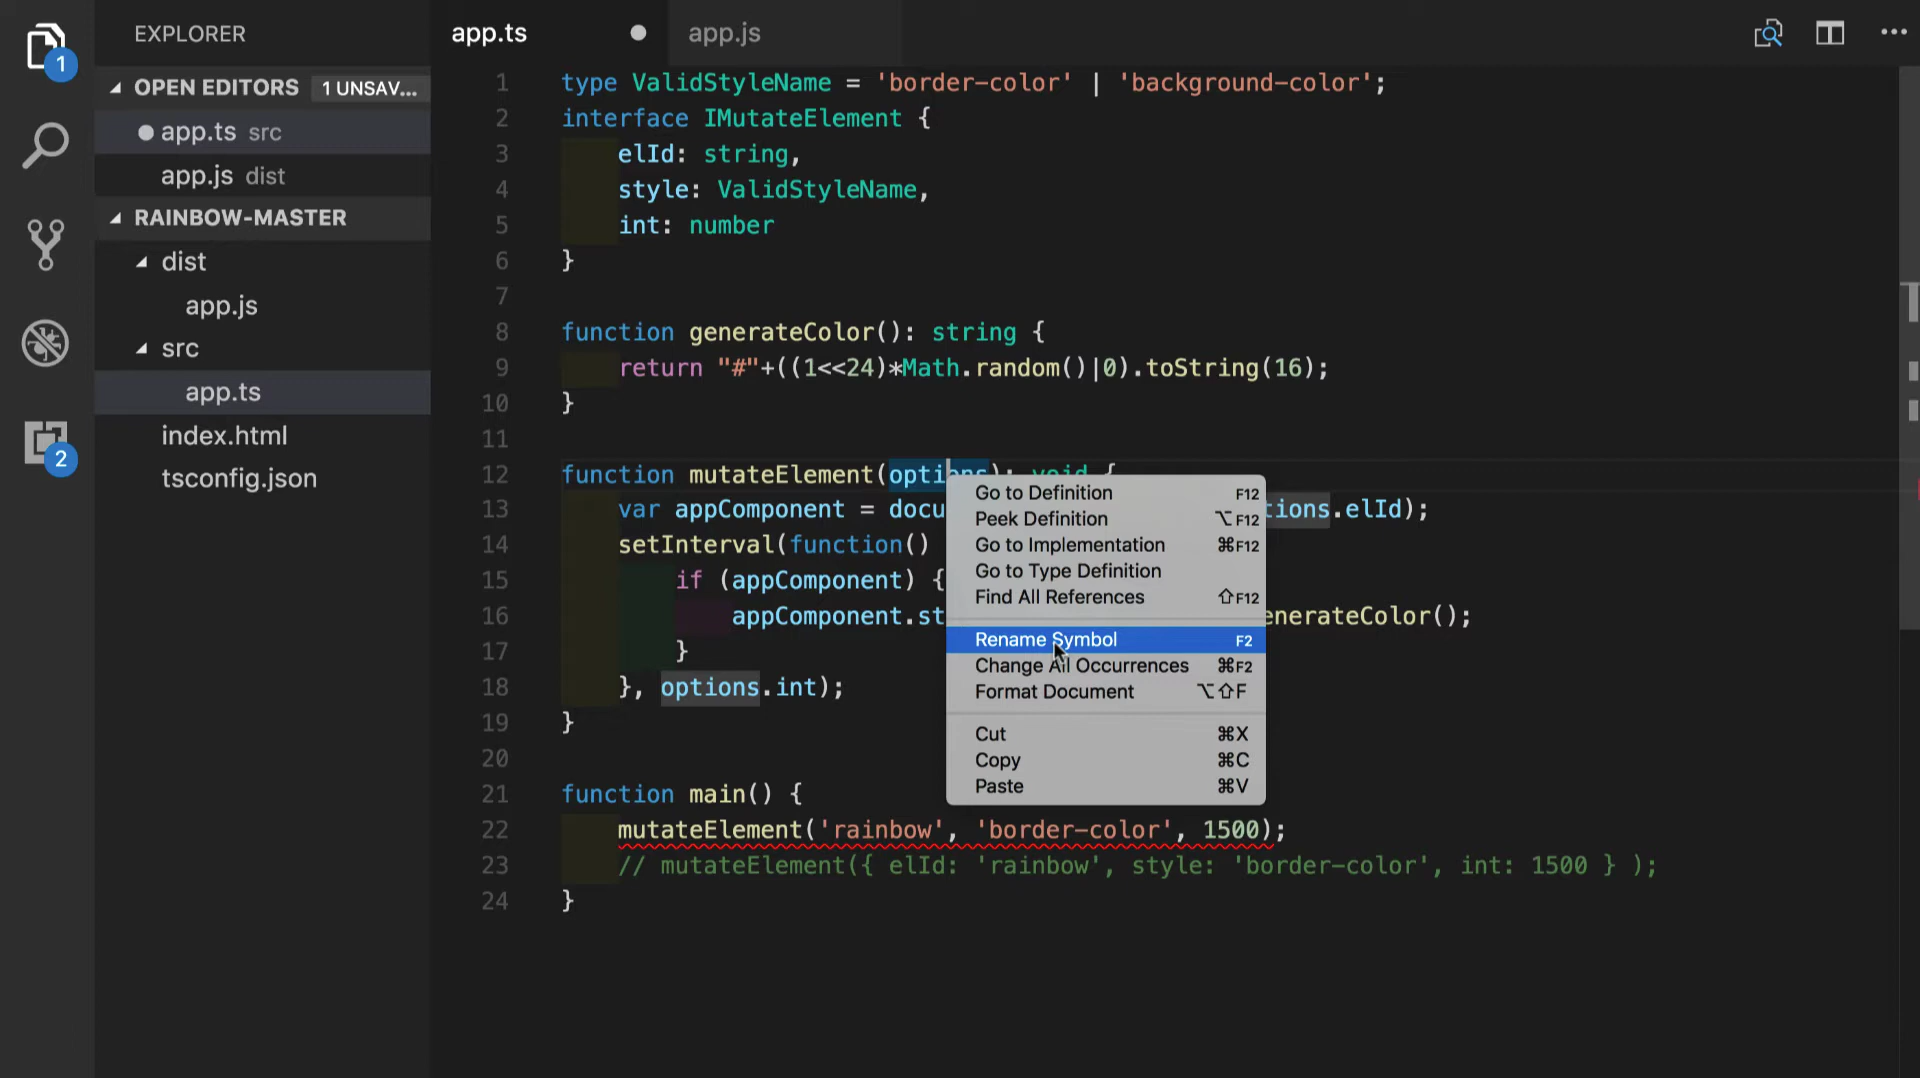 EXPLORER
OPEN EDITORS 1 UNSAV...
app.ts src
app.js dist
RAINBOW-MASTER
dist
app.js
src
app.ts
index.html
tsconfig.json
1
2
app.ts app.js
1 type ValidStyleName = 'border-color' | 'background-color';
2 interface IMutateElement {
3 elId: string,
4 style: ValidStyleName,
5 int: number
6 }
7
8 function generateColor(): string {
9 return "#"+((1<<24)*Math.random()|0).toString(16);
10 }
11
12 function mutateElement(options): void {
13 var appComponent = docu tions.elId);
14 setInterval(function()
15 if (appComponent) {
16 appComponent.st enerateColor();
17 }
18 }, options.int);
19 }
20
21 function main() {
22 mutateElement('rainbow', 'border-color', 1500);
23 // mutateElement({ elId: 'rainbow', style: 'border-color', int: 1500 } );
24 }
Go to Definition F12
Peek Definition ⌥F12
Go to Implementation ⌘F12
Go to Type Definition
Find All References ⇧F12
Rename Symbol F2
Change All Occurrences ⌘F2
Format Document ⌥⇧F
Cut ⌘X
Copy ⌘C
Paste ⌘V